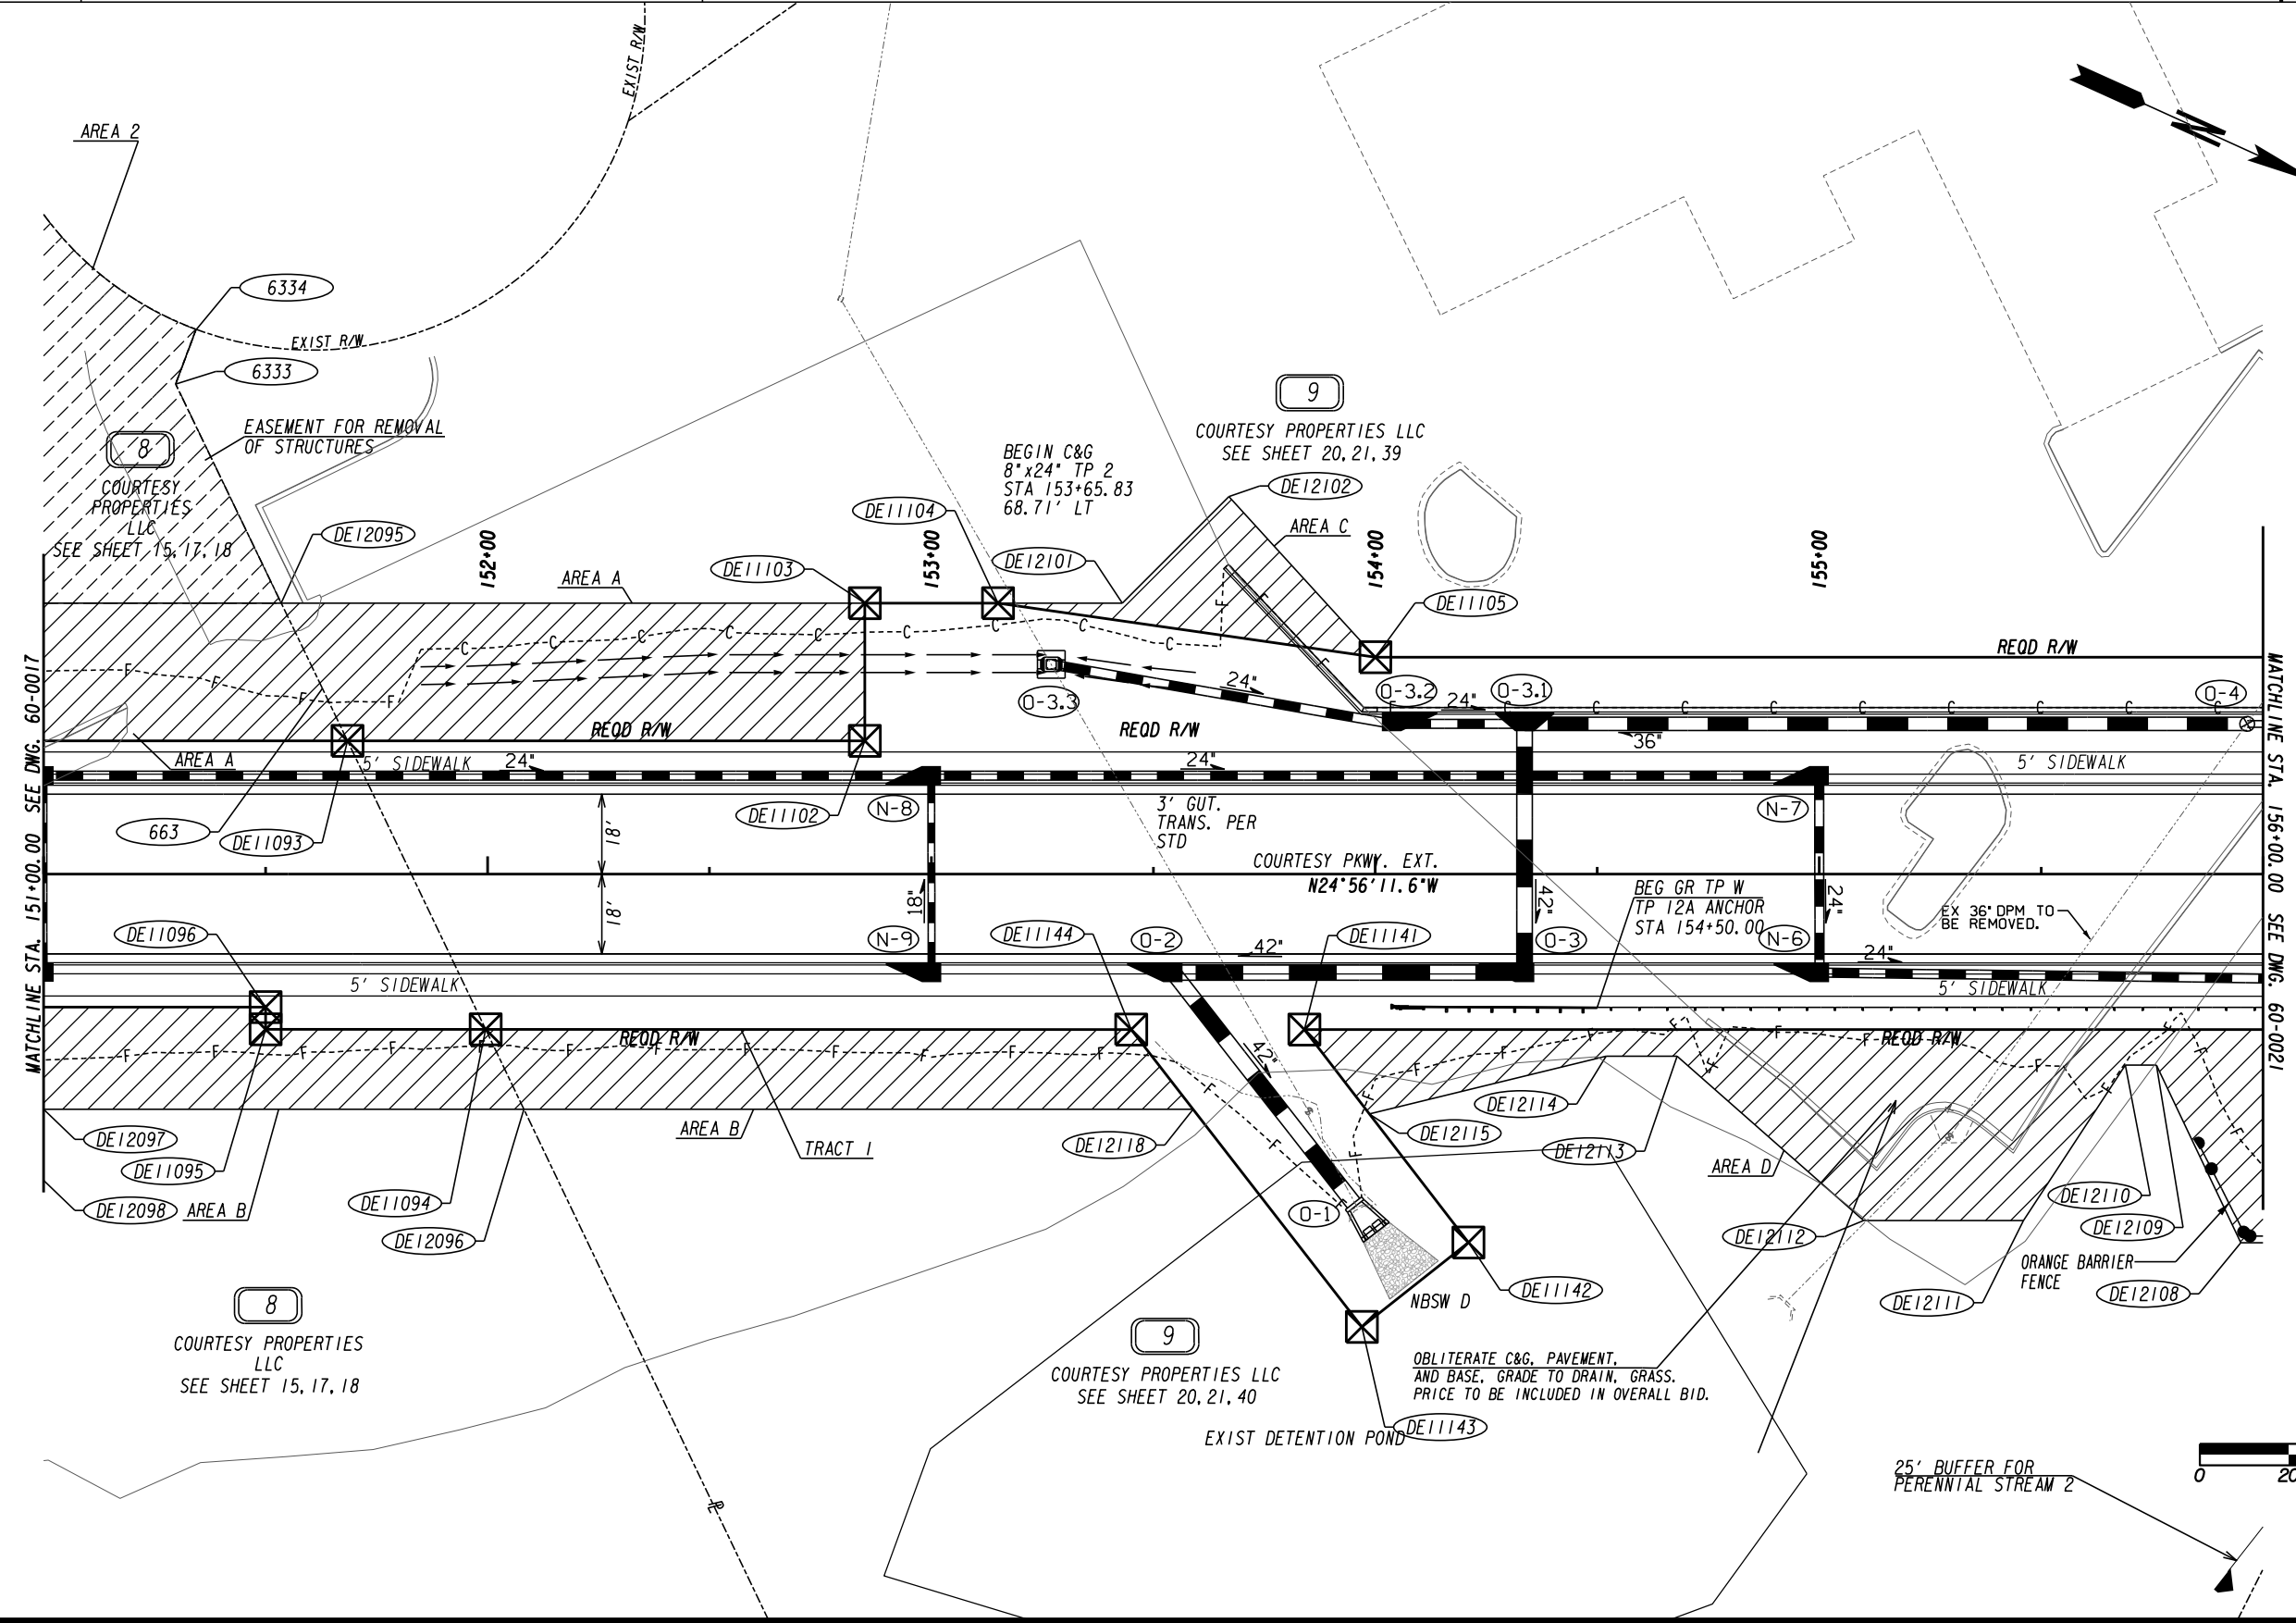 EXIST R/W
AREA 2
N
6334
EXIST R/W
6333
EASEMENT FOR REMOVAL
OF STRUCTURES
8
COURTESY
PROPERTIES
LLC
SEE SHEET 15,17,18
9
COURTESY PROPERTIES LLC
SEE SHEET 20,21,39
BEGIN C&G
8"x24" TP 2
STA 153+65.83
68.71' LT
DE12102
DE11104
AREA C
DE12095
152+00
153+00
154+00
155+00
DE11103
DE12101
AREA A
DE11105
REQD R/W
C C C C C C C C C
F F F F
F F F
24"
O-3.3
O-3.2
24"
O-3.1
O-4
C C C C C C C C
36"
REQD R/W
REQD R/W
AREA A
5' SIDEWALK
24"
24"
5' SIDEWALK
663
DE11093
18'
DE11102
N-8
3' GUT.
TRANS. PER
STD
N-7
COURTESY PKWY. EXT.
N24°56'11.6"W
MATCHLINE STA. 151+00.00 SEE DWG. 60-0017
MATCHLINE STA. 156+00.00 SEE DWG. 60-0021
18'
18"
42"
24"
BEG GR TP W
TP 12A ANCHOR
STA 154+50.00
EX 36" DPM TO
BE REMOVED.
DE11096
N-9
DE11144
O-2
DE11141
O-3
N-6
42"
24"
5' SIDEWALK
5' SIDEWALK
REQD R/W
REQD R/W
F F F F F F F F F F F F
F F F F F F F F F F F
42"
DE12097
DE11095
DE12098
AREA B
DE11094
DE12096
AREA B
TRACT 1
DE12118
DE12114
DE12115
DE12113
AREA D
O-1
DE12112
DE12110
DE12109
ORANGE BARRIER
FENCE
DE12108
DE12111
DE11142
NBSW D
8
COURTESY PROPERTIES
LLC
SEE SHEET 15,17,18
9
COURTESY PROPERTIES LLC
SEE SHEET 20,21,40
OBLITERATE C&G, PAVEMENT,
AND BASE, GRADE TO DRAIN, GRASS.
PRICE TO BE INCLUDED IN OVERALL BID.
DE11143
EXIST DETENTION POND
25' BUFFER FOR
PERENNIAL STREAM 2
0 20
PL